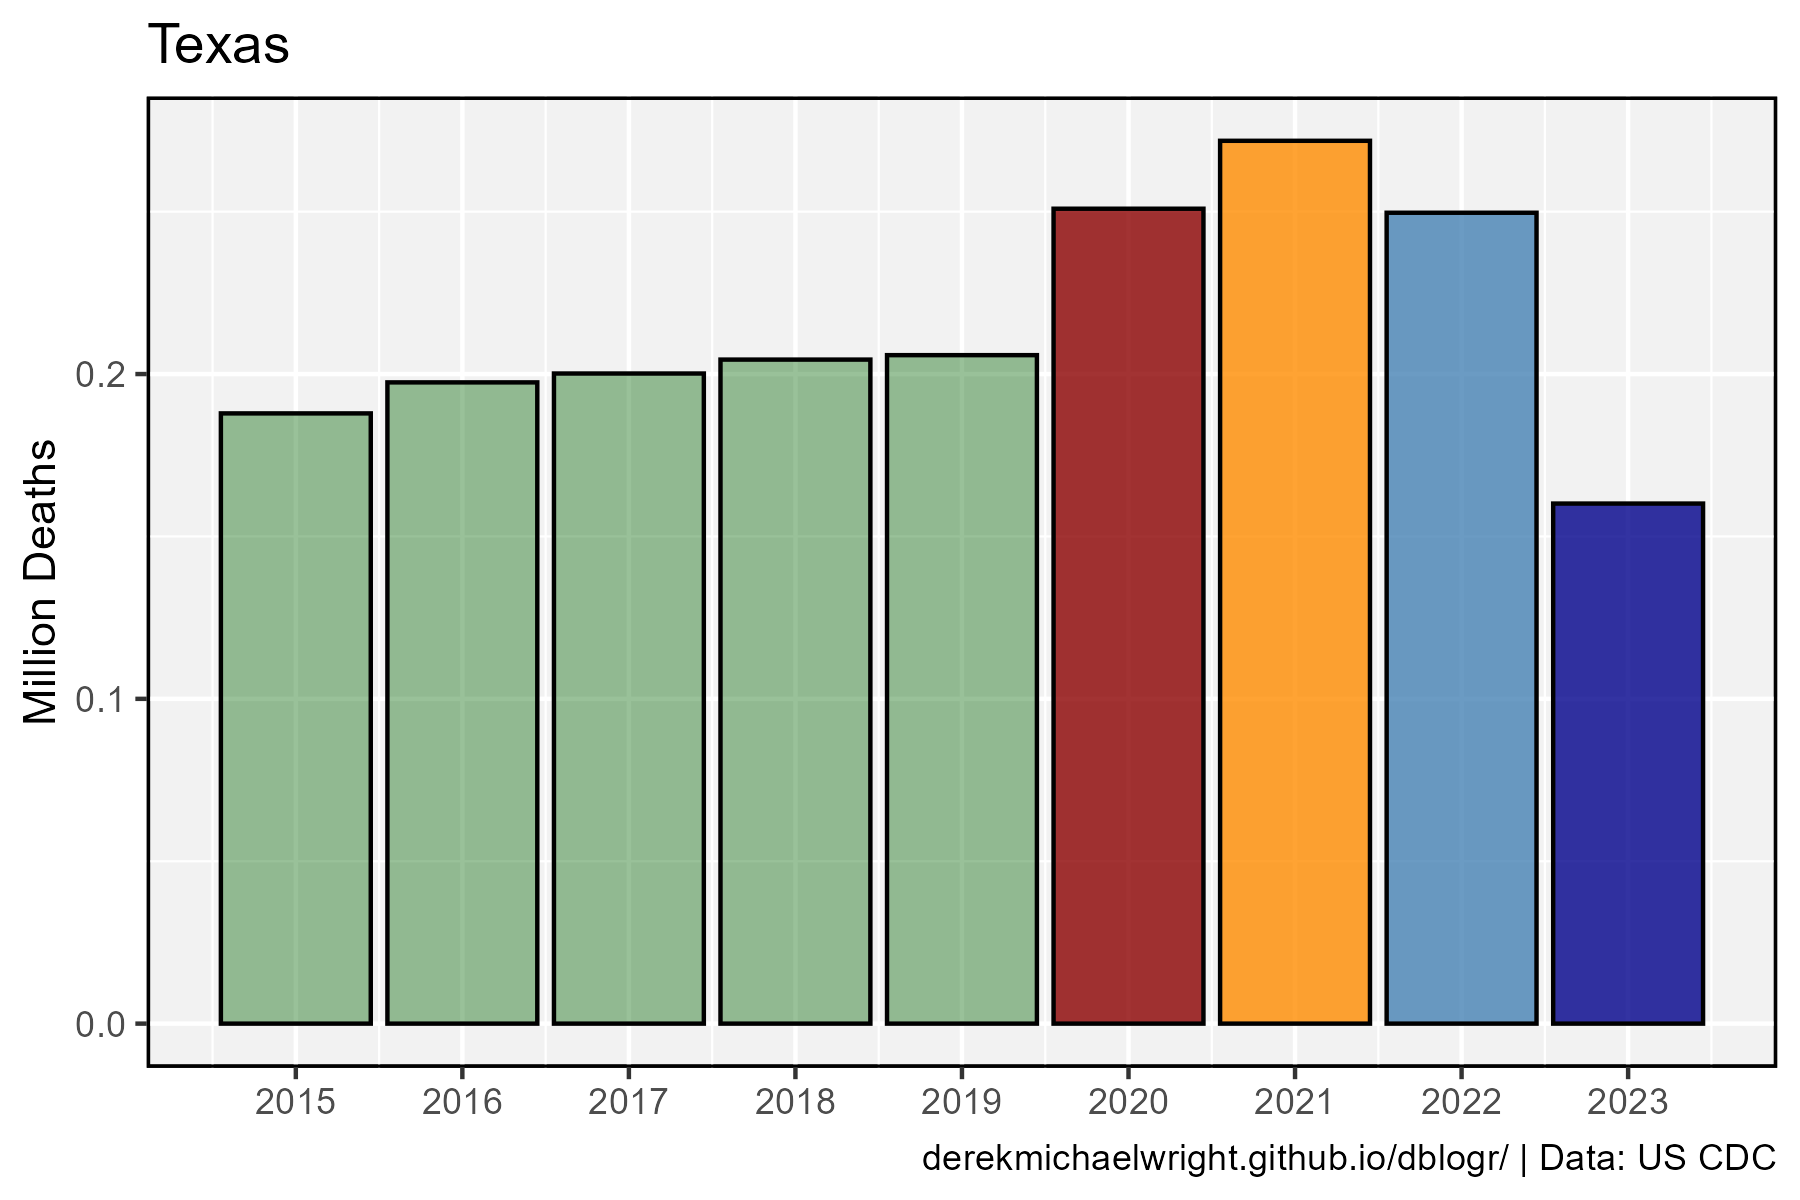 Texas
Million Deaths
0.2
0.1
0.0
2015 2016 2017 2018 2019 2020 2021 2022 2023
derekmichaelwright.github.io/dblogr/ | Data: US CDC